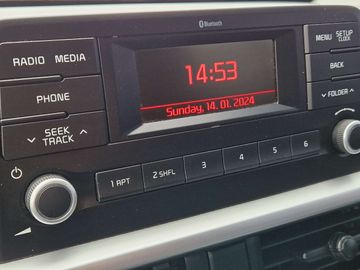 Bluetooth
RADIO MEDIA
PHONE
SEEK
TRACK
14:53
Sunday, 14. 01. 2024
MENU SETUP
CLOCK
BACK
FOLDER
1 RPT 2 SHFL 3 4 5 6